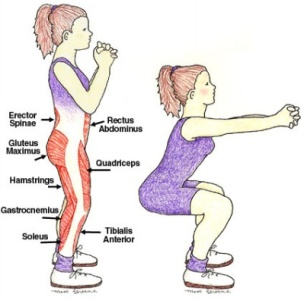 Erector
Spinae
Rectus
Abdominus
Gluteus
Maximus
Quadriceps
Hamstrings
Gastrocnemius
Tibialis
Anterior
Soleus